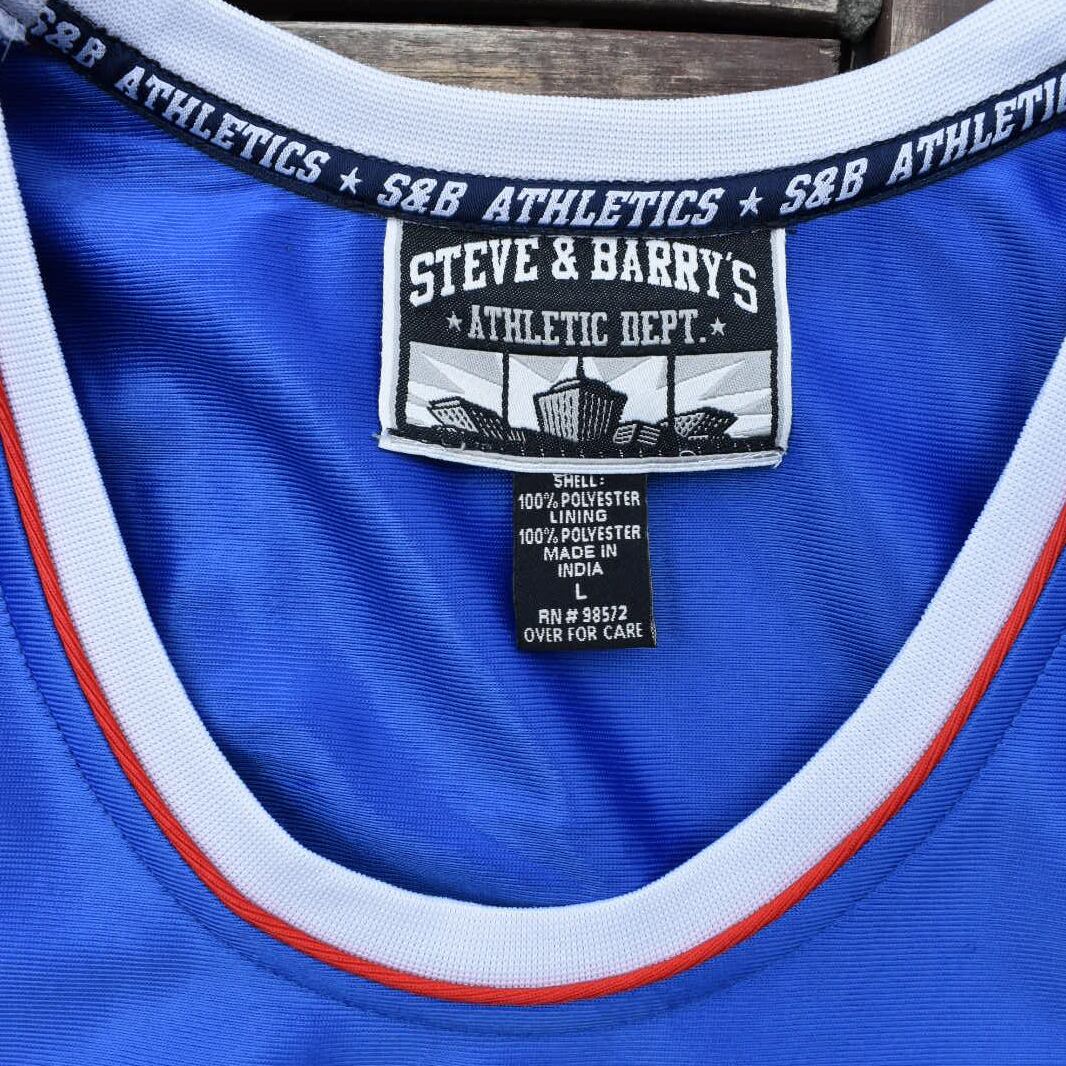 S&B ATHLETICS ★ S&B ATHLETICS ★ S&B ATHLETI
STEVE & BARRY'S
★ATHLETIC DEPT.★
SHELL:
100% POLYESTER
LINING
100% POLYESTER
MADE IN
INDIA
L
RN # 98572
OVER FOR CARE